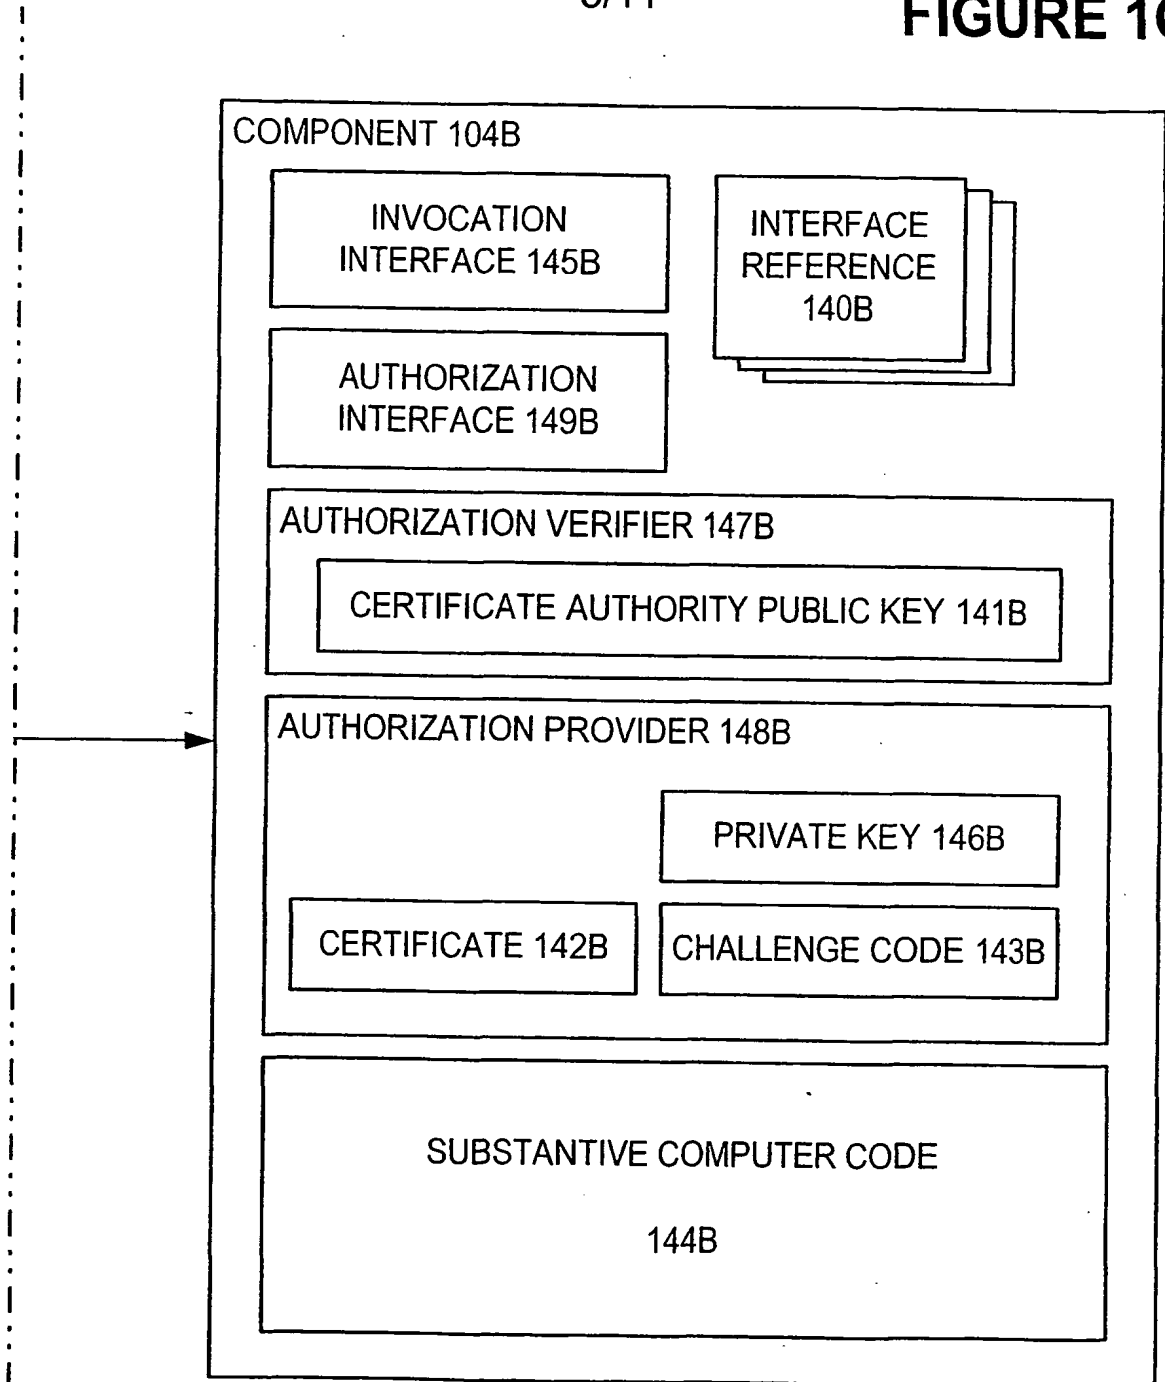 FIGURE 1
COMPONENT 104B
INVOCATION
INTERFACE 145B
INTERFACE
REFERENCE
140B
AUTHORIZATION
INTERFACE 149B
AUTHORIZATION VERIFIER 147B
CERTIFICATE AUTHORITY PUBLIC KEY 141B
AUTHORIZATION PROVIDER 148B
PRIVATE KEY 146B
CERTIFICATE 142B
CHALLENGE CODE 143B
SUBSTANTIVE COMPUTER CODE
144B